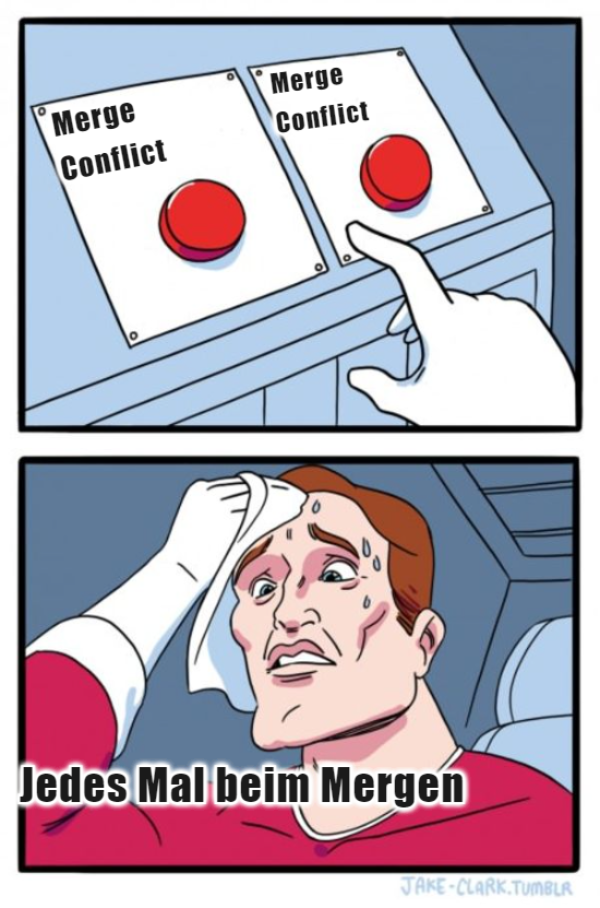 Merge
Conflict
Merge
Conflict
Jedes Mal beim Mergen
JAKE-CLARK.TUMBLR